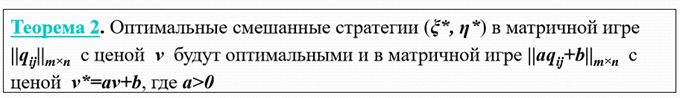 Теорема 2. Оптимальные смешанные стратегии (ξ*, η*) в матричной игре
||qij||m×n с ценой v будут оптимальными и в матричной игре ||aqij+b||m×n с
ценой v*=av+b, где a>0